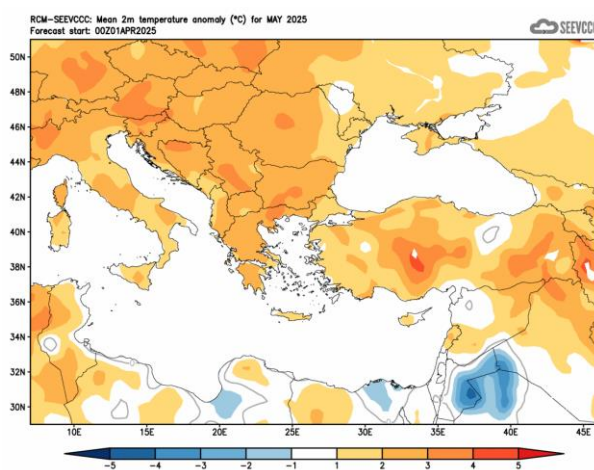 RCM-SEEVCCC: Mean 2m temperature anomaly (°C) for MAY 2025
Forecast start: 00Z01APR2025
SEEVCCC
50N
48N
46N
44N
42N
40N
38N
36N
34N
32N
30N
10E 15E 20E 25E 30E 35E 40E 45E
-5 -4 -3 -2 -1 1 2 3 4 5